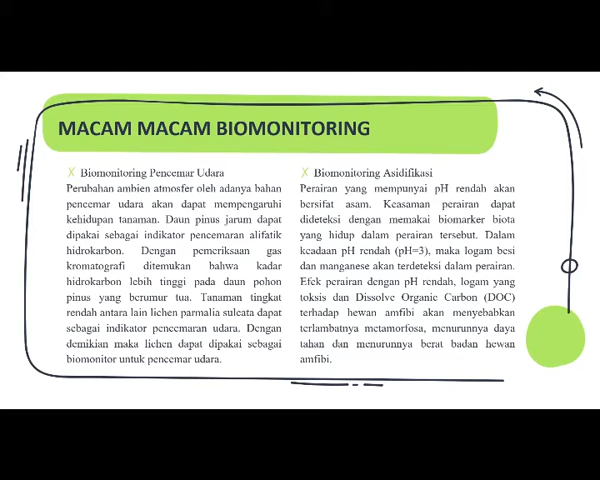 MACAM MACAM BIOMONITORING
X Biomonitoring Pencemar Udara
Perubahan ambien atmosfer oleh adanya bahan
pencemar udara akan dapat mempengaruhi
kehidupan tanaman. Daun pinus jarum dapat
dipakai sebagai indikator pencemaran alifatik
hidrokarbon. Dengan pemeriksaan gas
kromatografi ditemukan bahwa kadar
hidrokarbon lebih tinggi pada daun pohon
pinus yang berumur tua. Tanaman tingkat
rendah antara lain lichen parmalia sulcata dapat
sebagai indikator pencemaran udara. Dengan
demikian maka lichen dapat dipakai sebagai
biomonitor untuk pencemar udara.
X Biomonitoring Asidifikasi
Perairan yang mempunyai pH rendah akan
bersifat asam. Keasaman perairan dapat
dideteksi dengan memakai biomarker biota
yang hidup dalam perairan tersebut. Dalam
keadaan pH rendah (pH=3), maka logam besi
dan manganese akan terdeteksi dalam perairan.
Efek perairan dengan pH rendah, logam yang
toksis dan Dissolve Organic Carbon (DOC)
terhadap hewan amfibi akan menyebabkan
terlambatnya metamorfosa, menurunnya daya
tahan dan menurunnya berat badan hewan
amfibi.